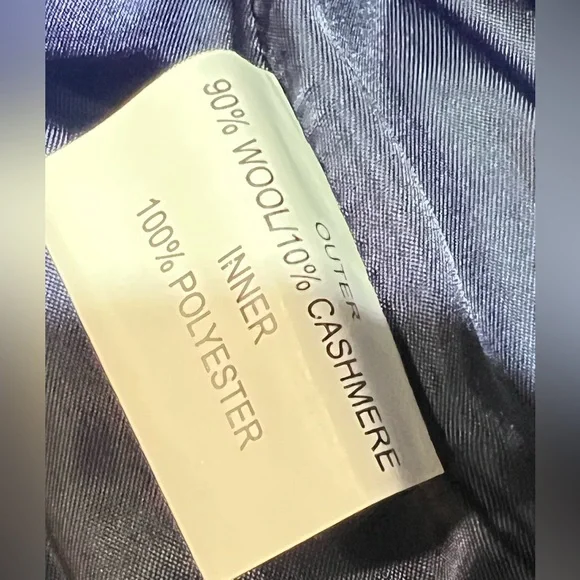 OUTER
90% WOOL/10% CASHMERE
INNER
100% POLYESTER